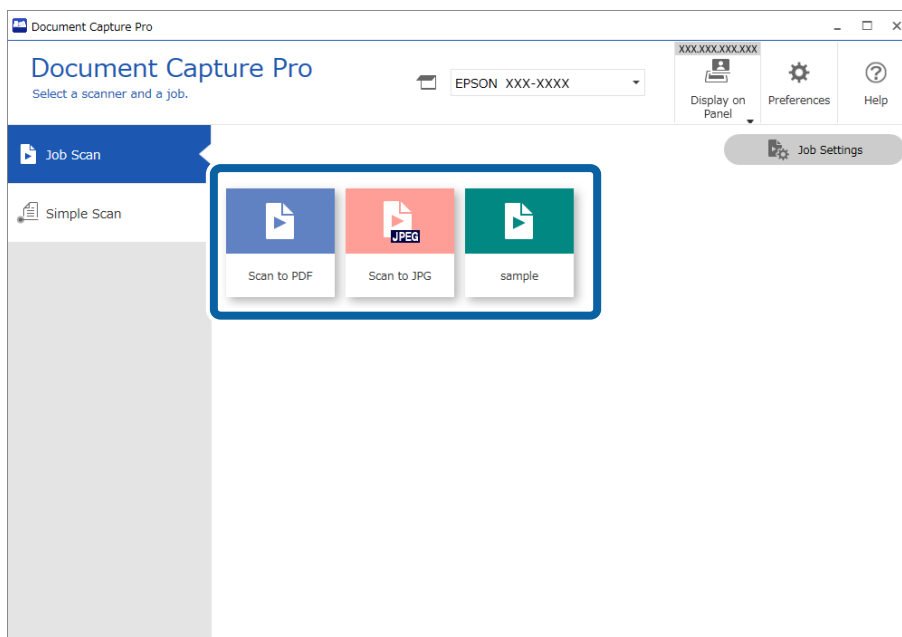 Document Capture Pro
Document Capture Pro
Select a scanner and a job.
EPSON XXX-XXXX
XXX.XXX.XXX.XXX
Display on
Panel
Preferences
Help
Job Scan
Job Settings
Simple Scan
JPEG
Scan to PDF
Scan to JPG
sample